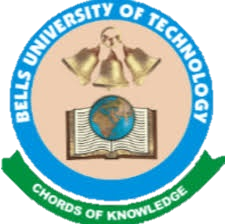 BELLS UNIVERSITY OF TECHNOLOGY
CHORDS OF KNOWLEDGE